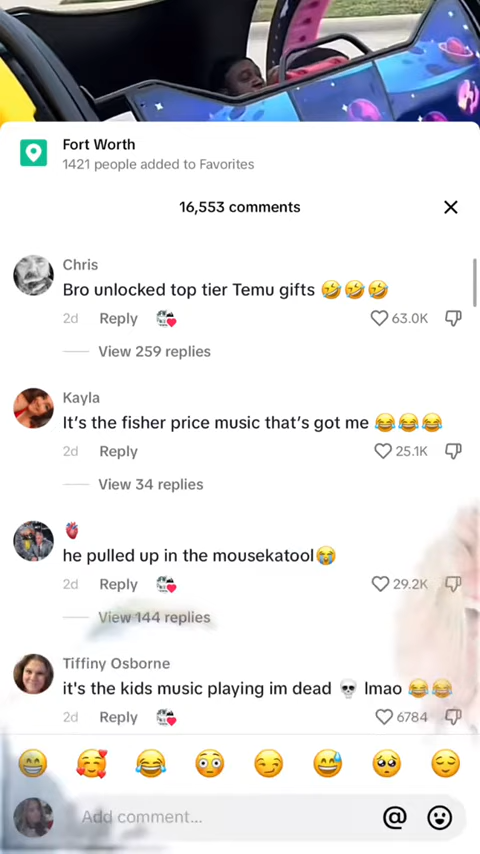 Fort Worth
1421 people added to Favorites
16,553 comments
Chris
Bro unlocked top tier Temu gifts 🤣🤣🤣
2d Reply 63.0K
View 259 replies
Kayla
It's the fisher price music that's got me 😂😂😂
2d Reply 25.1K
View 34 replies
🫀
he pulled up in the mousekatool😭
2d Reply 29.2K
View 144 replies
Tiffiny Osborne
it's the kids music playing im dead 💀 lmao 😂😂
2d Reply 6784
😁🥰😂😳😏😅🥺😌
Add comment... @